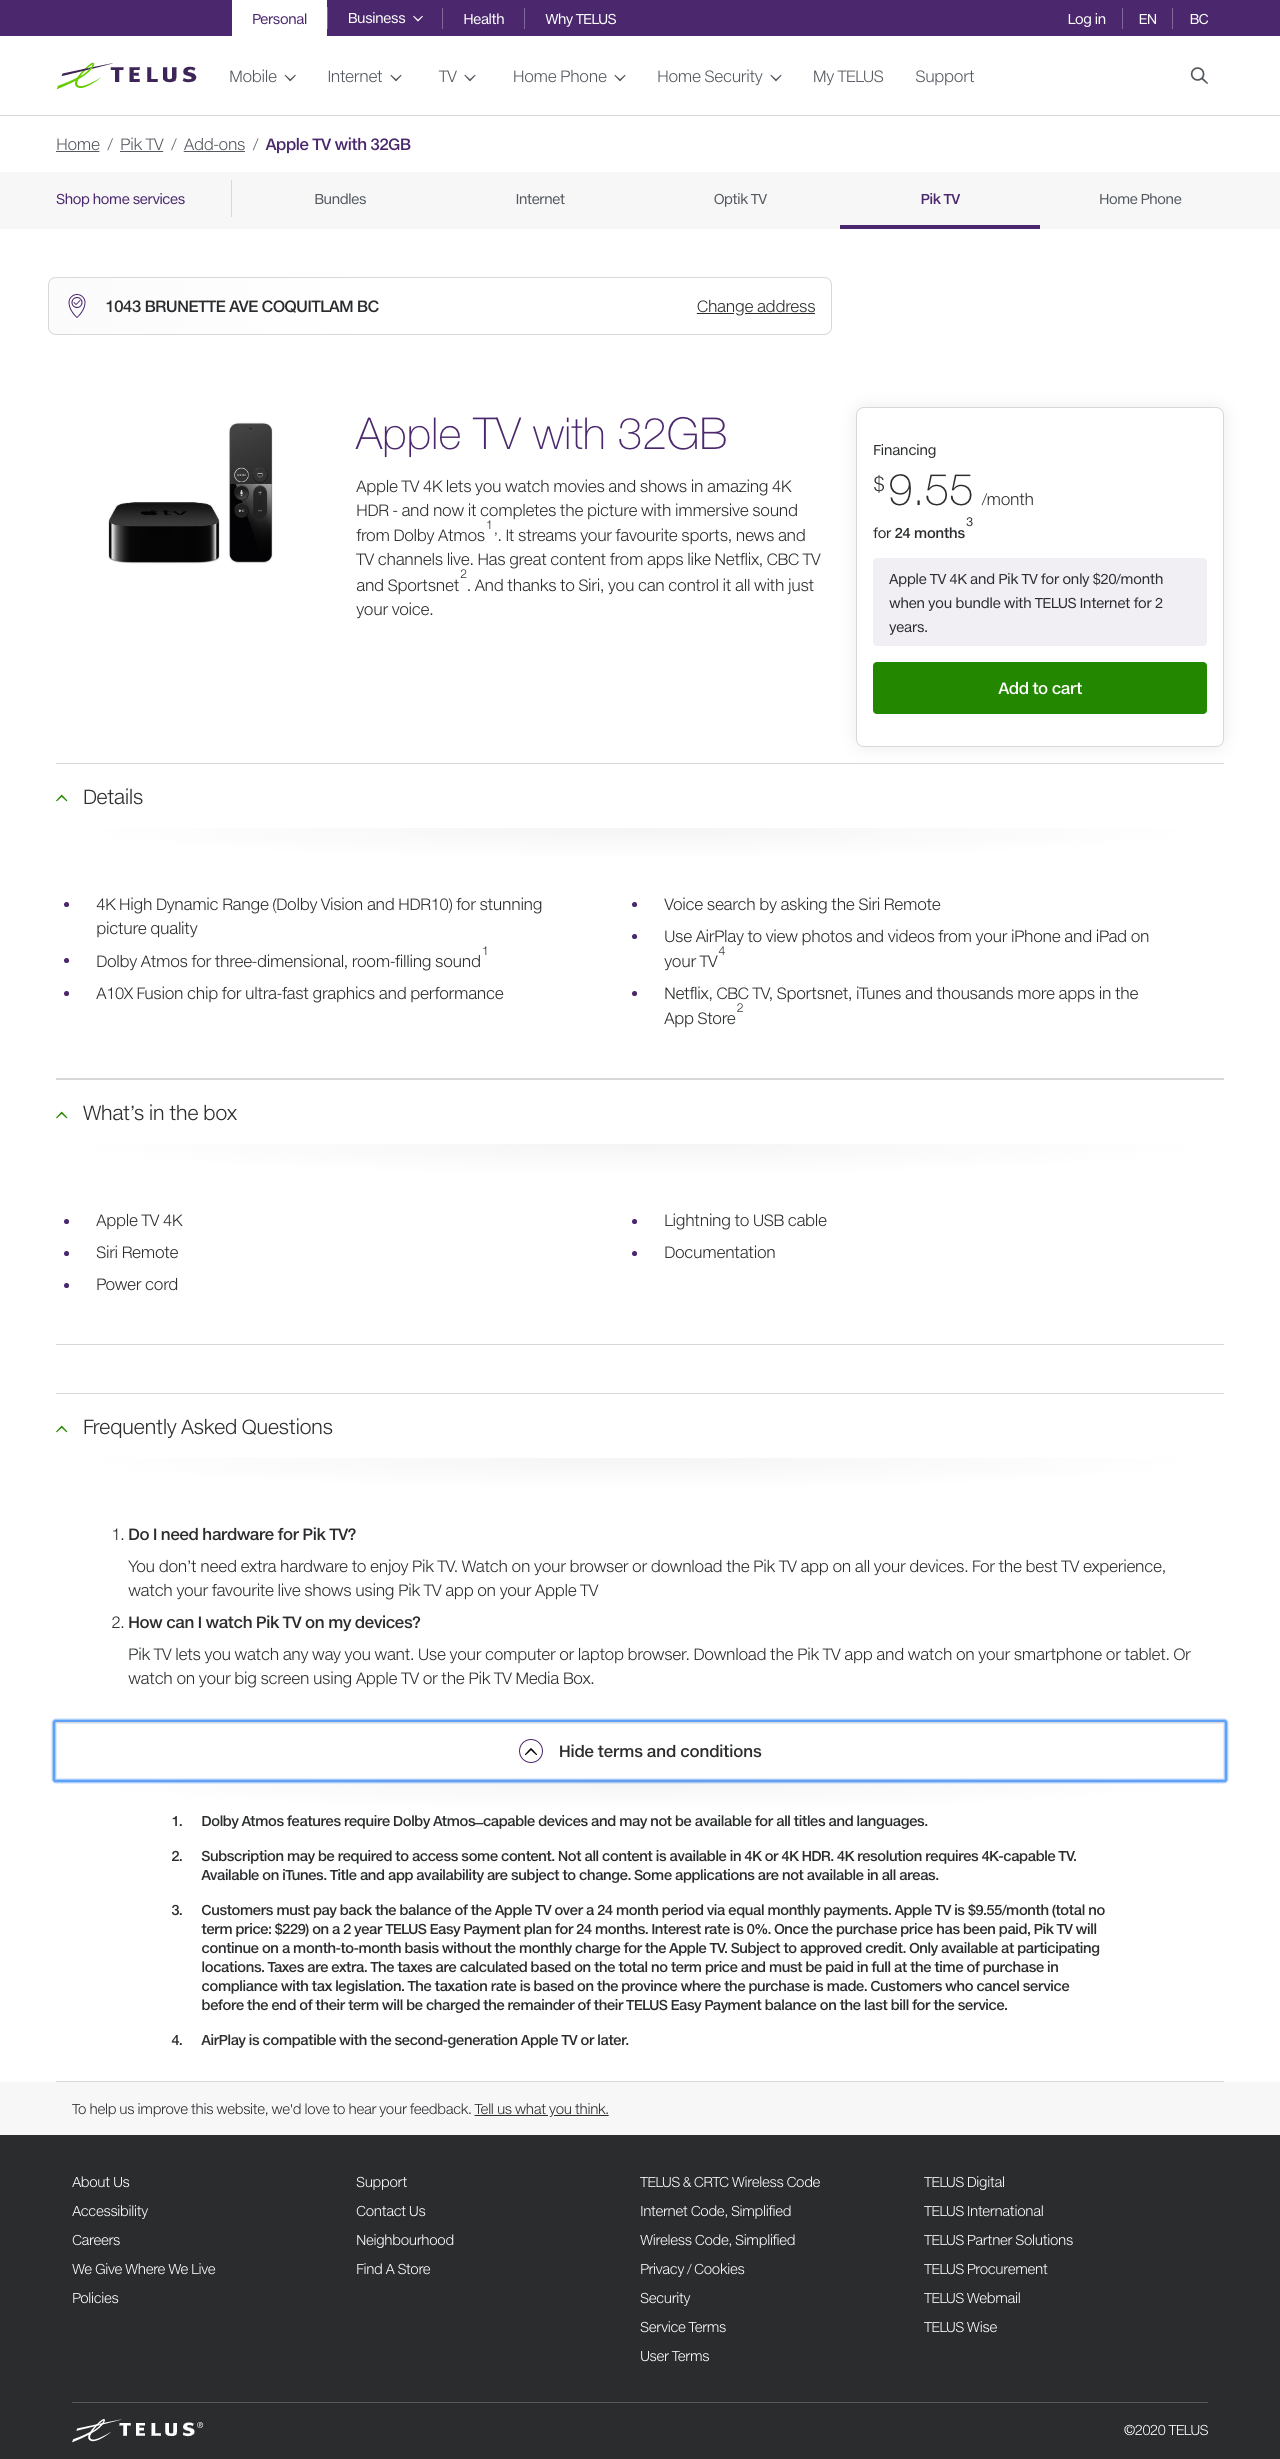 Personal Business Health Why TELUS Log in EN BC
TELUS Mobile Internet TV Home Phone Home Security My TELUS Support
Home / Pik TV / Add-ons / Apple TV with 32GB
Shop home services Bundles Internet Optik TV Pik TV Home Phone
1043 BRUNETTE AVE COQUITLAM BC Change address
Apple TV with 32GB
Apple TV 4K lets you watch movies and shows in amazing 4K
HDR - and now it completes the picture with immersive sound
from Dolby Atmos1,. It streams your favourite sports, news and
TV channels live. Has great content from apps like Netflix, CBC TV
and Sportsnet2. And thanks to Siri, you can control it all with just
your voice.
Financing
$9.55 /month
for 24 months3
Apple TV 4K and Pik TV for only $20/month
when you bundle with TELUS Internet for 2
years.
Add to cart
Details
4K High Dynamic Range (Dolby Vision and HDR10) for stunning
picture quality
Dolby Atmos for three-dimensional, room-filling sound1
A10X Fusion chip for ultra-fast graphics and performance
Voice search by asking the Siri Remote
Use AirPlay to view photos and videos from your iPhone and iPad on
your TV4
Netflix, CBC TV, Sportsnet, iTunes and thousands more apps in the
App Store2
What's in the box
Apple TV 4K
Siri Remote
Power cord
Lightning to USB cable
Documentation
Frequently Asked Questions
1. Do I need hardware for Pik TV?
You don't need extra hardware to enjoy Pik TV. Watch on your browser or download the Pik TV app on all your devices. For the best TV experience,
watch your favourite live shows using Pik TV app on your Apple TV
2. How can I watch Pik TV on my devices?
Pik TV lets you watch any way you want. Use your computer or laptop browser. Download the Pik TV app and watch on your smartphone or tablet. Or
watch on your big screen using Apple TV or the Pik TV Media Box.
Hide terms and conditions
1. Dolby Atmos features require Dolby Atmos–capable devices and may not be available for all titles and languages.
2. Subscription may be required to access some content. Not all content is available in 4K or 4K HDR. 4K resolution requires 4K-capable TV.
Available on iTunes. Title and app availability are subject to change. Some applications are not available in all areas.
3. Customers must pay back the balance of the Apple TV over a 24 month period via equal monthly payments. Apple TV is $9.55/month (total no
term price: $229) on a 2 year TELUS Easy Payment plan for 24 months. Interest rate is 0%. Once the purchase price has been paid, Pik TV will
continue on a month-to-month basis without the monthly charge for the Apple TV. Subject to approved credit. Only available at participating
locations. Taxes are extra. The taxes are calculated based on the total no term price and must be paid in full at the time of purchase in
compliance with tax legislation. The taxation rate is based on the province where the purchase is made. Customers who cancel service
before the end of their term will be charged the remainder of their TELUS Easy Payment balance on the last bill for the service.
4. AirPlay is compatible with the second-generation Apple TV or later.
To help us improve this website, we'd love to hear your feedback. Tell us what you think.
About Us
Accessibility
Careers
We Give Where We Live
Policies
Support
Contact Us
Neighbourhood
Find A Store
TELUS & CRTC Wireless Code
Internet Code, Simplified
Wireless Code, Simplified
Privacy / Cookies
Security
Service Terms
User Terms
TELUS Digital
TELUS International
TELUS Partner Solutions
TELUS Procurement
TELUS Webmail
TELUS Wise
TELUS® ©2020 TELUS